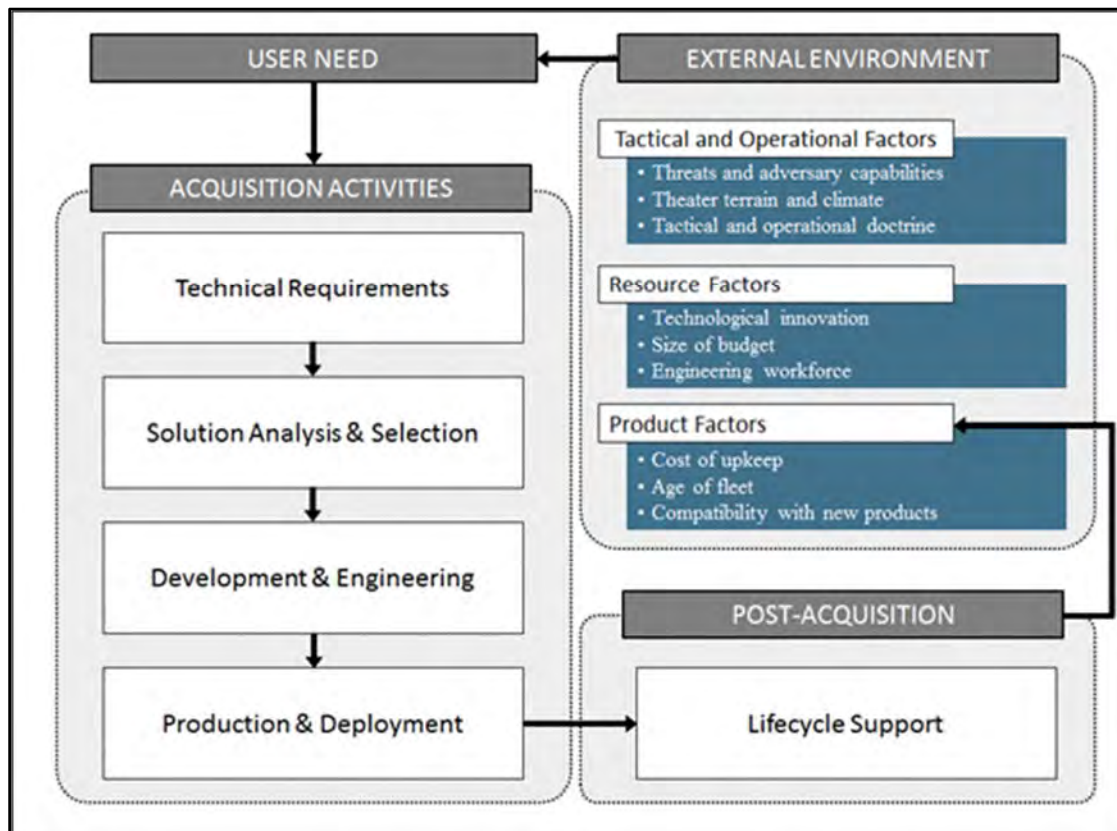 USER NEED
EXTERNAL ENVIRONMENT
Tactical and Operational Factors
• Threats and adversary capabilities
• Theater terrain and climate
• Tactical and operational doctrine
ACQUISITION ACTIVITIES
Technical Requirements
Resource Factors
• Technological innovation
• Size of budget
• Engineering workforce
Solution Analysis & Selection
Product Factors
• Cost of upkeep
• Age of fleet
• Compatibility with new products
Development & Engineering
POST-ACQUISITION
Production & Deployment
Lifecycle Support